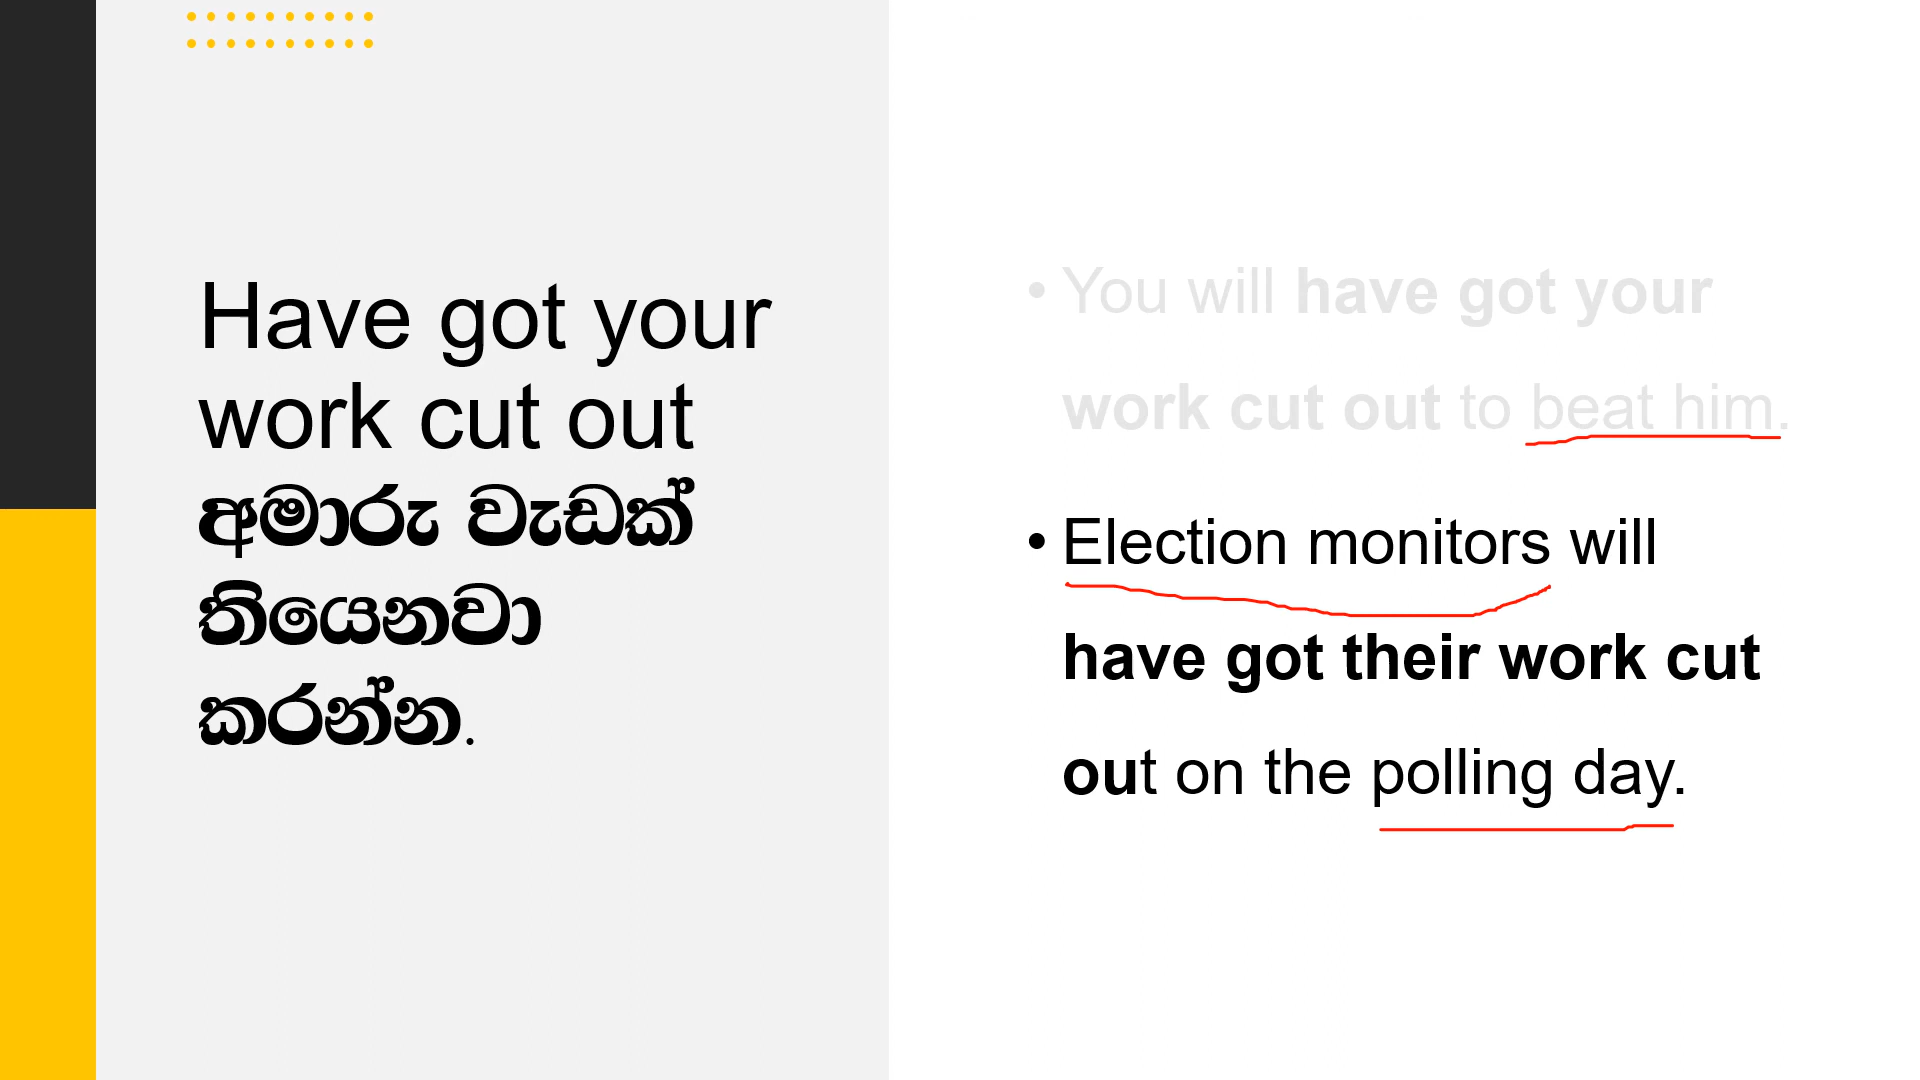 Have got your
work cut out
අමාරු වැඩක්
තියෙනවා
කරන්න.
• You will have got your
work cut out to beat him.
• Election monitors will
have got their work cut
out on the polling day.